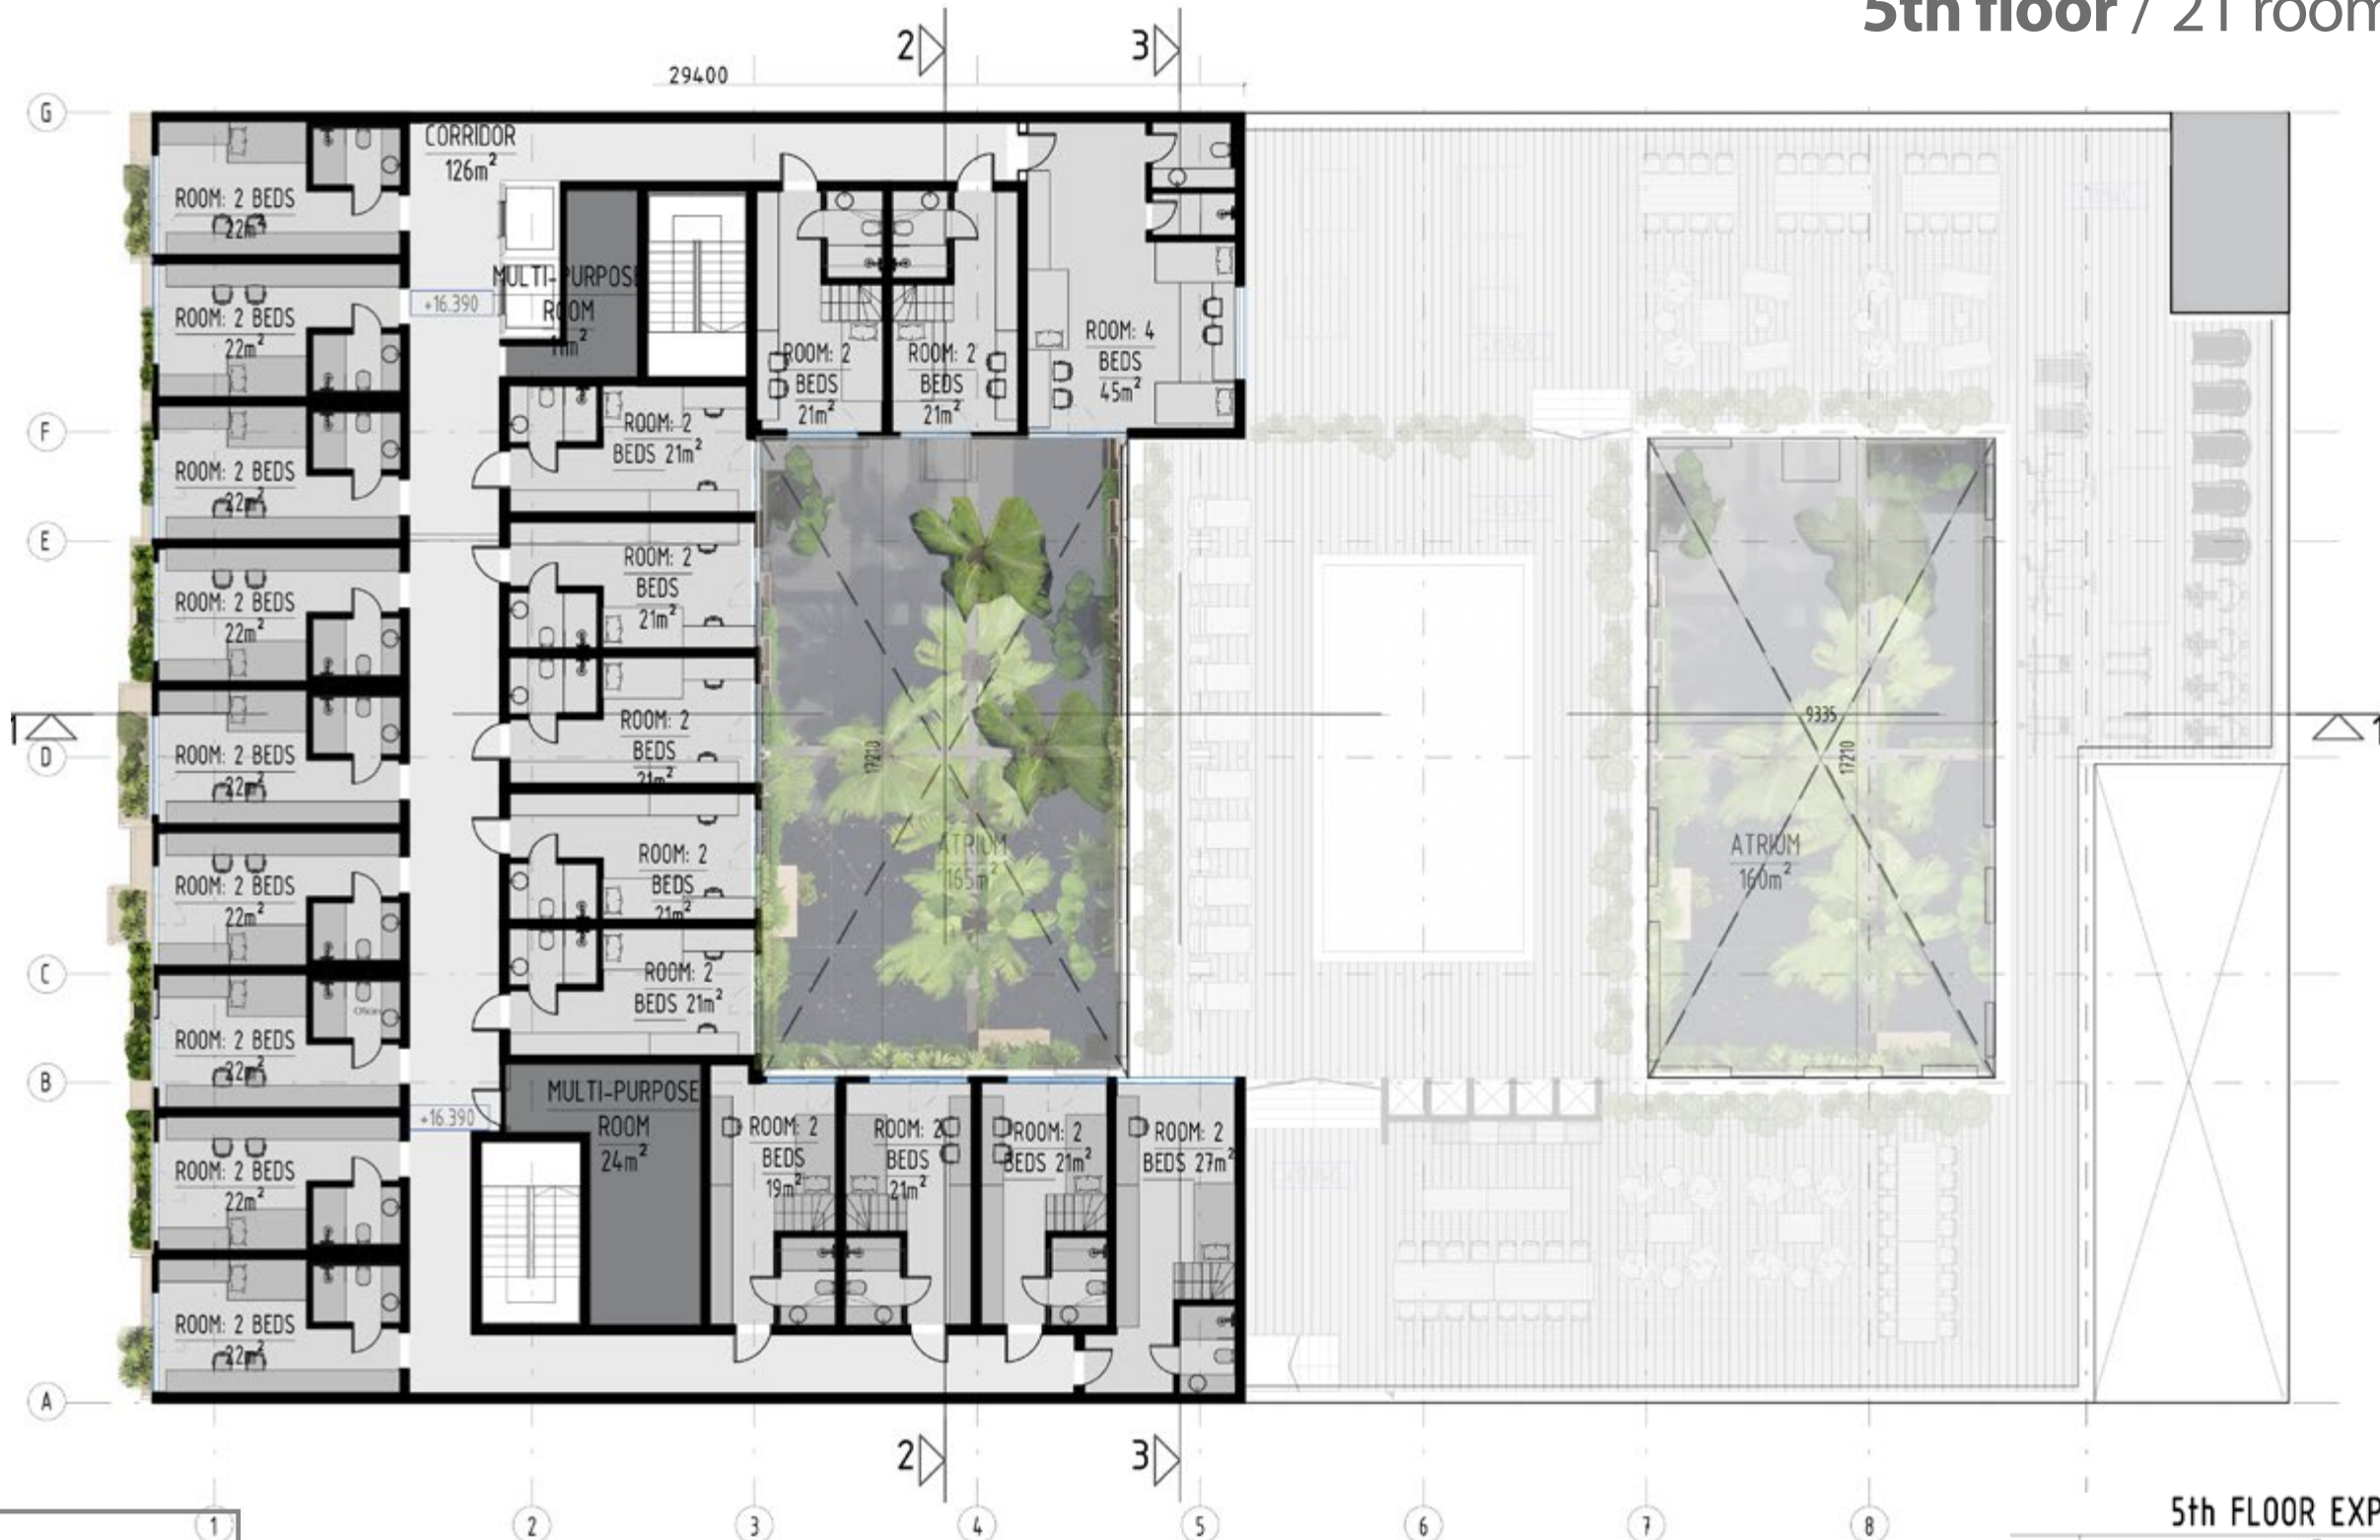 5th floor / 21 room
2
3
29400
G
CORRIDOR
126m²
ROOM: 2 BEDS
22m²
MULTI-PURPOSE
ROOM
+16.390
ROOM: 2 BEDS
22m²
ROOM: 2
BEDS
21m²
ROOM: 2
BEDS
21m²
ROOM: 4
BEDS
45m²
F
ROOM: 2
BEDS 21m²
ROOM: 2 BEDS
22m²
E
ROOM: 2
BEDS
21m²
ROOM: 2 BEDS
22m²
1
ROOM: 2
BEDS
21m²
D
ROOM: 2 BEDS
22m²
17210
9335
17210
1
ATRIUM
165m²
ATRIUM
160m²
ROOM: 2
BEDS
21m²
ROOM: 2 BEDS
22m²
C
ROOM: 2
BEDS 21m²
ROOM: 2 BEDS
22m²
B
+16.390
MULTI-PURPOSE
ROOM
24m²
ROOM: 2
BEDS
19m²
ROOM: 2
BEDS
21m²
ROOM: 2
BEDS 21m²
ROOM: 2
BEDS 27m²
ROOM: 2 BEDS
22m²
ROOM: 2 BEDS
22m²
A
2
3
5th FLOOR EXP
1
2
3
4
5
6
7
8